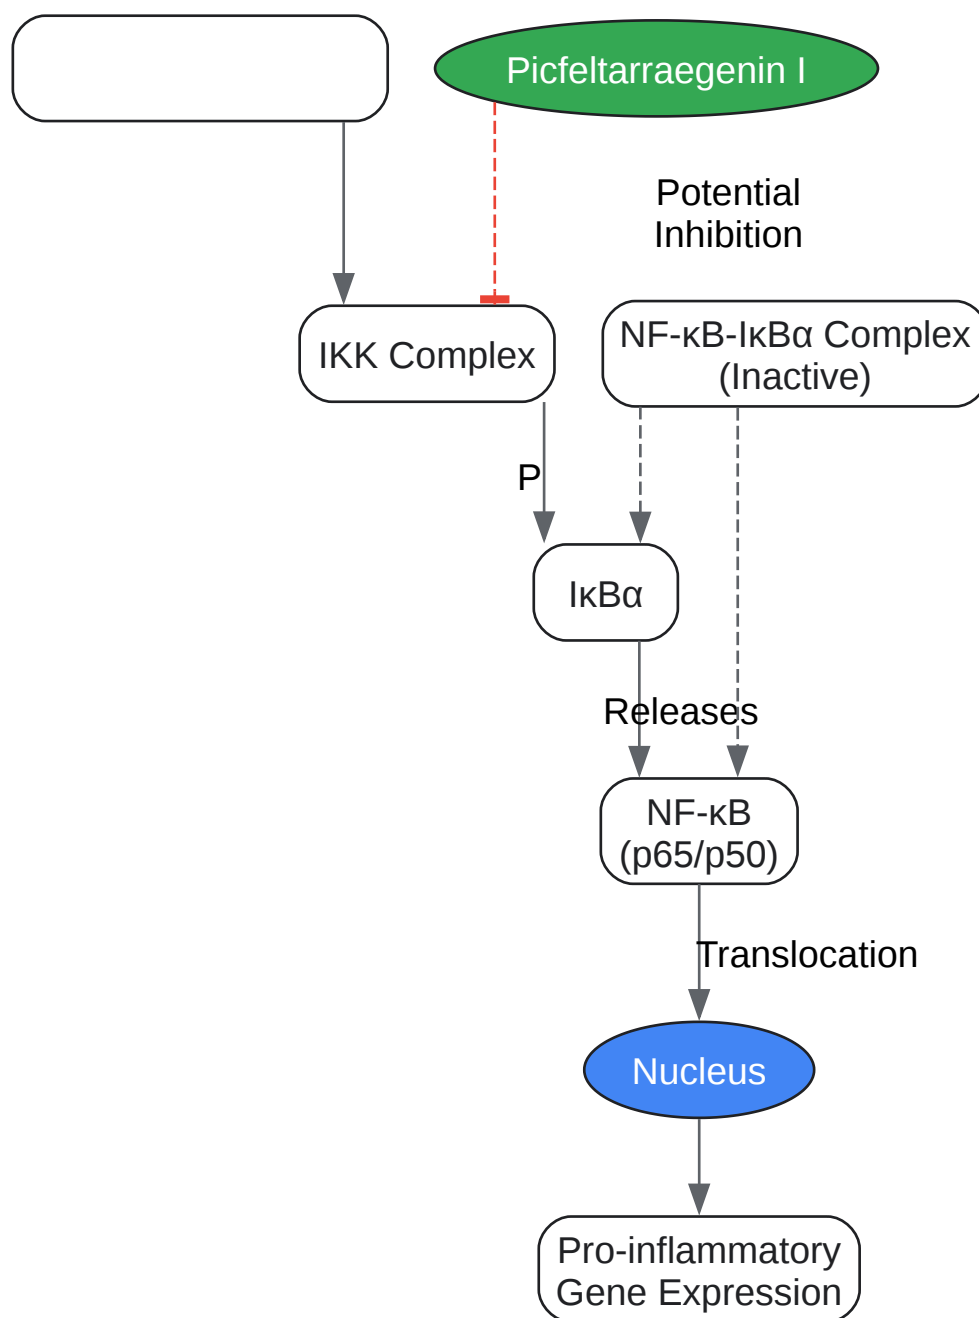 Picfeltarraegenin I
Potential
Inhibition
IKK Complex
NF-κB-IκBα Complex
(Inactive)
P
IκBα
Releases
NF-κB
(p65/p50)
Translocation
Nucleus
Pro-inflammatory
Gene Expression